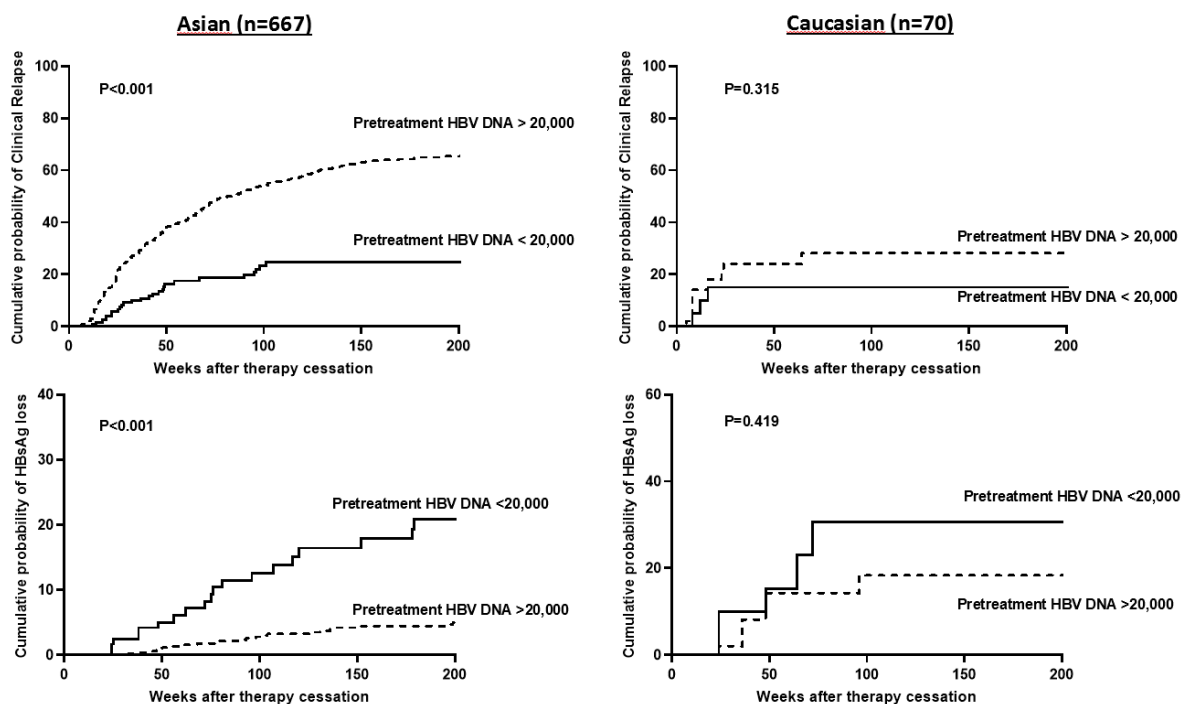 Asian (n=667)
Caucasian (n=70)
Cumulative probability of Clinical Relapse
100
80
60
40
20
0
P<0.001
Pretreatment HBV DNA > 20,000
Pretreatment HBV DNA < 20,000
0
50
100
150
200
Weeks after therapy cessation
Cumulative probability of Clinical Relapse
100
80
60
40
20
0
P=0.315
Pretreatment HBV DNA > 20,000
Pretreatment HBV DNA < 20,000
0
50
100
150
200
Weeks after therapy cessation
Cumulative probability of HBsAg loss
40
30
20
10
0
P<0.001
Pretreatment HBV DNA <20,000
Pretreatment HBV DNA >20,000
0
50
100
150
200
Weeks after therapy cessation
Cumulative probability of HBsAg loss
60
40
20
0
P=0.419
Pretreatment HBV DNA <20,000
Pretreatment HBV DNA >20,000
0
50
100
150
200
Weeks after therapy cessation